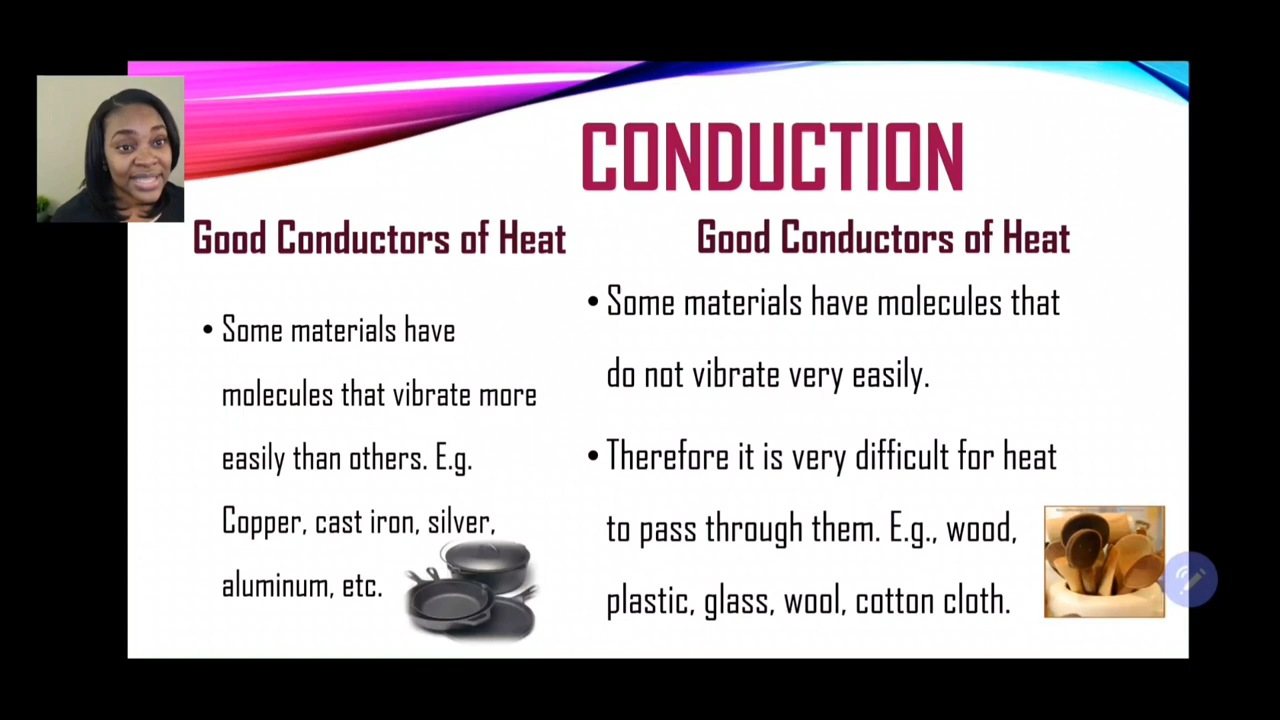 CONDUCTION
Good Conductors of Heat
• Some materials have
molecules that vibrate more
easily than others. E.g.
Copper, cast iron, silver,
aluminum, etc.
Good Conductors of Heat
• Some materials have molecules that
do not vibrate very easily.
• Therefore it is very difficult for heat
to pass through them. E.g., wood,
plastic, glass, wool, cotton cloth.